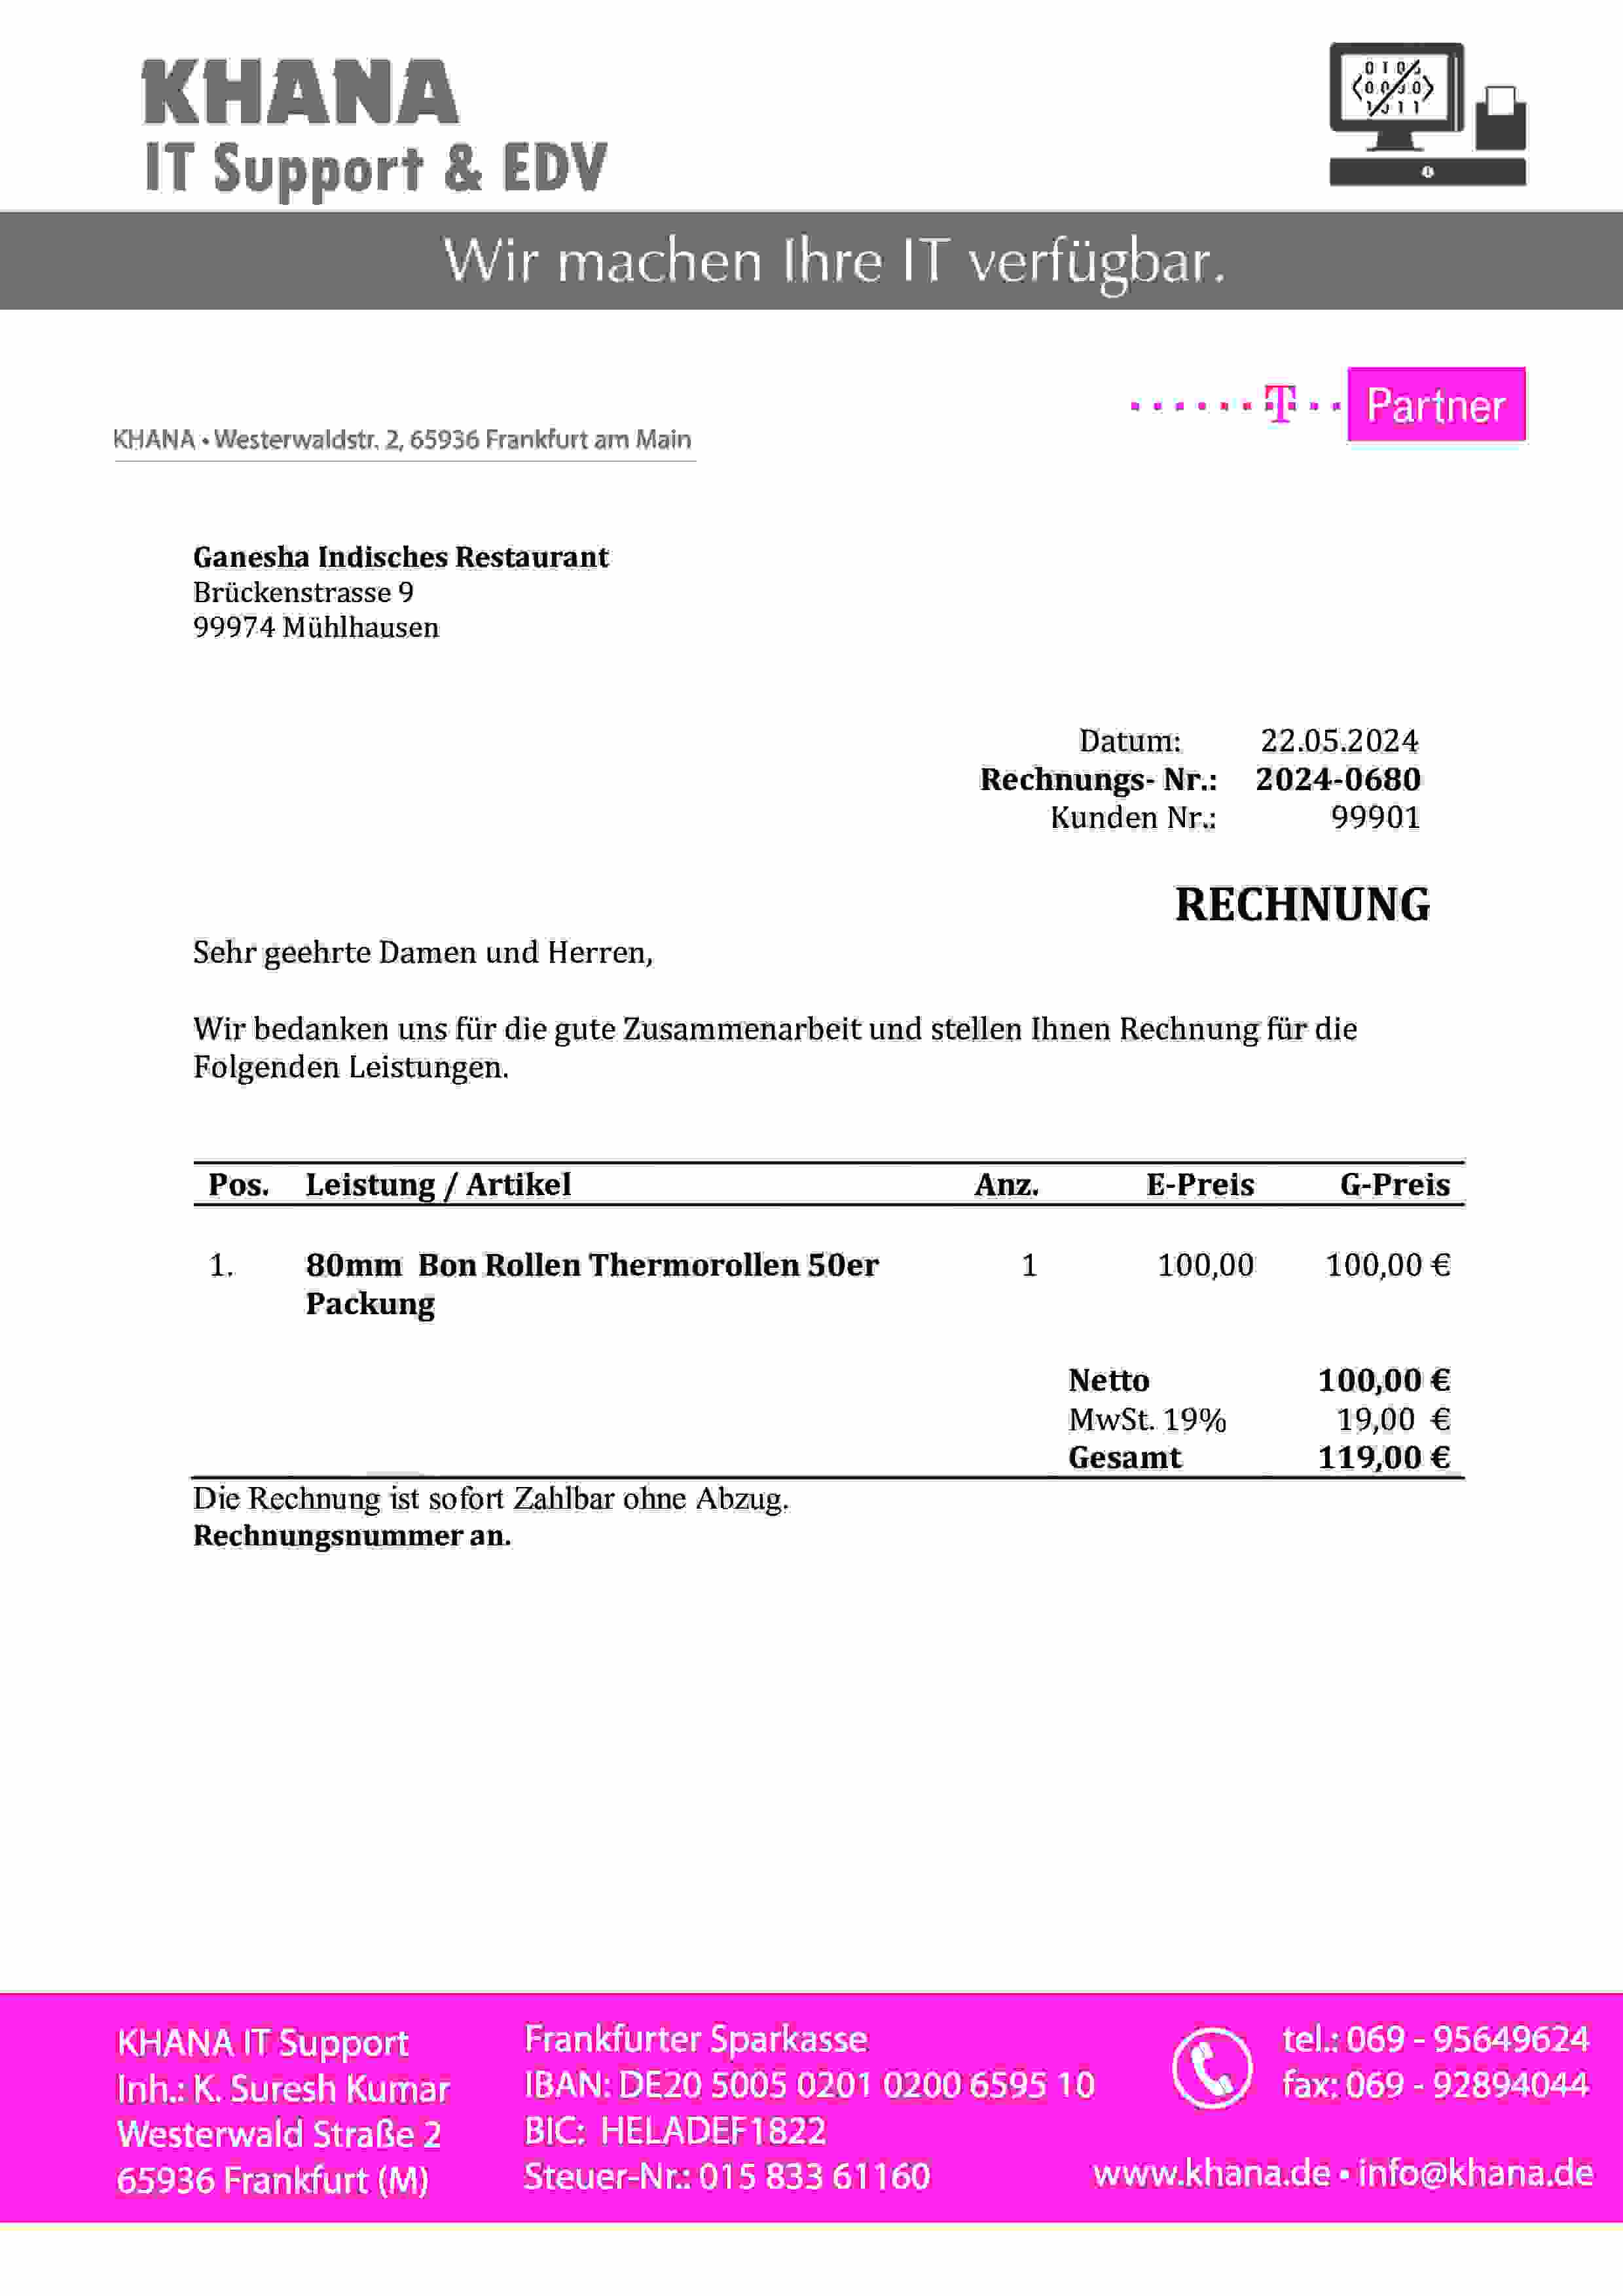 KHANA
IT Support & EDV
Wir machen Ihre IT verfügbar.
T Partner
KHANA • Westerwaldstr. 2, 65936 Frankfurt am Main
Ganesha Indisches Restaurant
Brückenstrasse 9
99974 Mühlhausen
Datum: 22.05.2024
Rechnungs- Nr.: 2024-0680
Kunden Nr.: 99901
RECHNUNG
Sehr geehrte Damen und Herren,
Wir bedanken uns für die gute Zusammenarbeit und stellen Ihnen Rechnung für die
Folgenden Leistungen.
Pos. Leistung / Artikel Anz. E-Preis G-Preis
1. 80mm Bon Rollen Thermorollen 50er 1 100,00 100,00 €
Packung
Netto 100,00 €
MwSt. 19% 19,00 €
Gesamt 119,00 €
Die Rechnung ist sofort Zahlbar ohne Abzug.
Rechnungsnummer an.
KHANA IT Support
Inh.: K. Suresh Kumar
Westerwald Straße 2
65936 Frankfurt (M)
Frankfurter Sparkasse
IBAN: DE20 5005 0201 0200 6595 10
BIC: HELADEF1822
Steuer-Nr.: 015 833 61160
tel.: 069 - 95649624
fax: 069 - 92894044
www.khana.de • info@khana.de